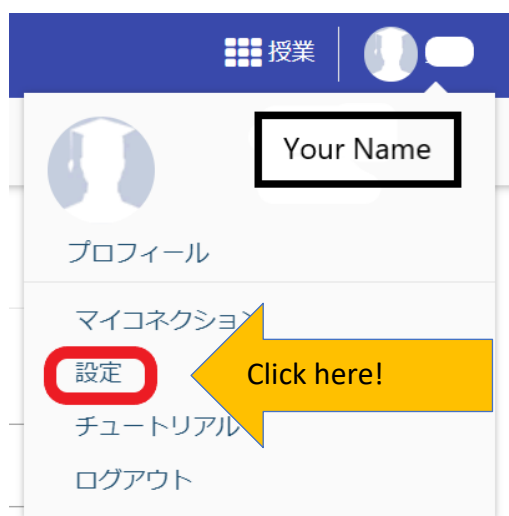 授業
Your Name
プロフィール
マイコネクション
設定
Click here!
チュートリアル
ログアウト